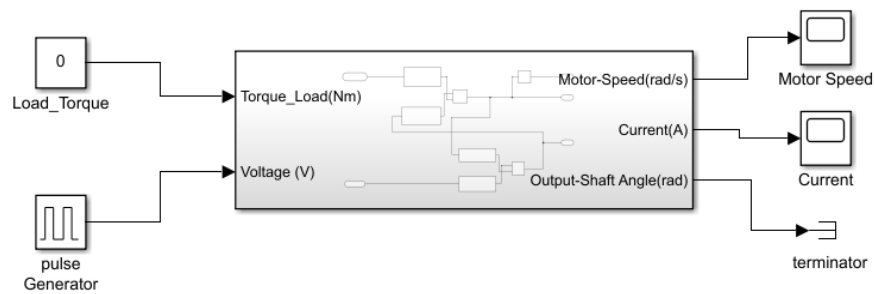 0
Load_Torque
pulse
Generator
Torque_Load(Nm)
Voltage (V)
Motor-Speed(rad/s)
Current(A)
Output-Shaft Angle(rad)
Motor Speed
Current
terminator